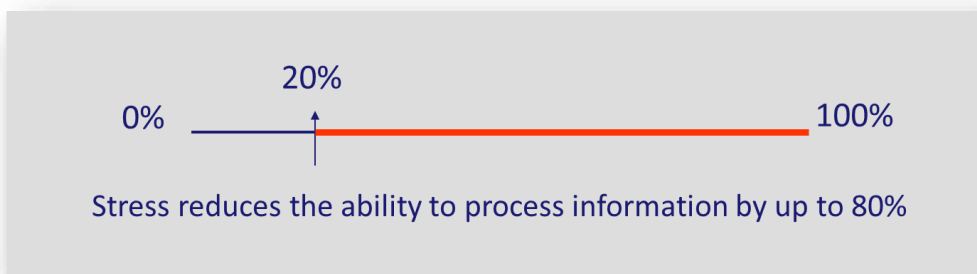 20%
0%
100%
Stress reduces the ability to process information by up to 80%